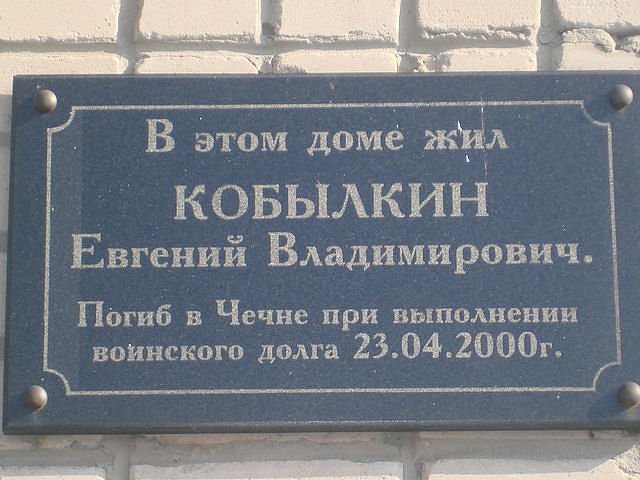 В этом доме жил
КОБЫЛКИН
Евгений Владимирович.
Погиб в Чечне при выполнении
воинского долга 23.04.2000г.